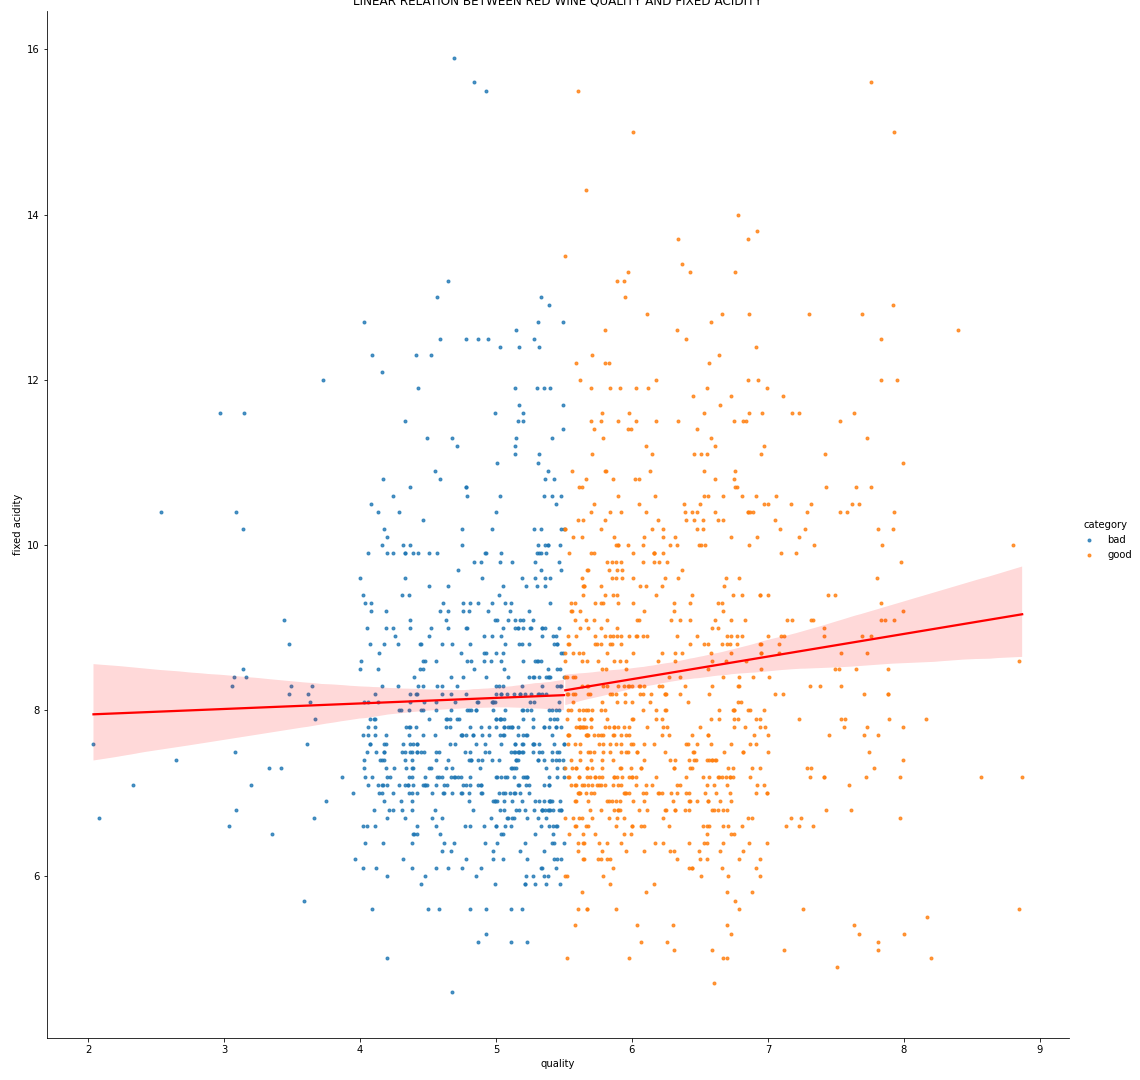 LINEAR RELATION BETWEEN RED WINE QUALITY AND FIXED ACIDITY
16
14
12
10
8
6
fixed acidity
2 3 4 5 6 7 8 9
quality
category
bad
good